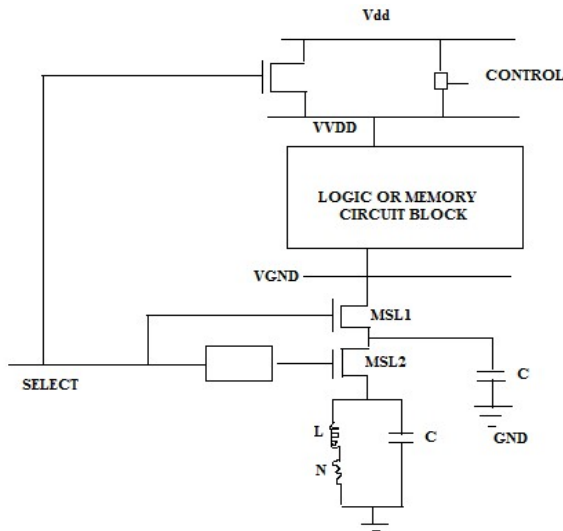 Vdd
CONTROL
VVDD
LOGIC OR MEMORY
CIRCUIT BLOCK
VGND
MSL1
MSL2
SELECT
C
L
C
GND
N